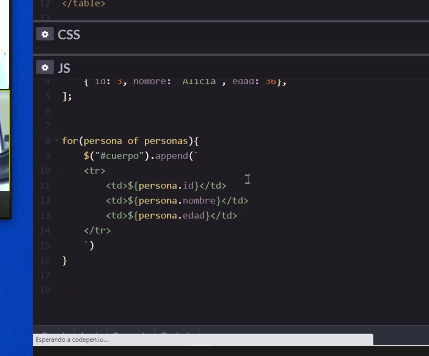 12 </table>
CSS
JS
4 { id: 3, nombre: "Alicia", edad: 36},
5 ];
6
7
8 for(persona of personas){
9 $("#cuerpo").append(`
10 <tr>
11 <td>${persona.id}</td>
12 <td>${persona.nombre}</td>
13 <td>${persona.edad}</td>
14 </tr>
15 `)
16 }
17
18
Esperando a codepen.io...